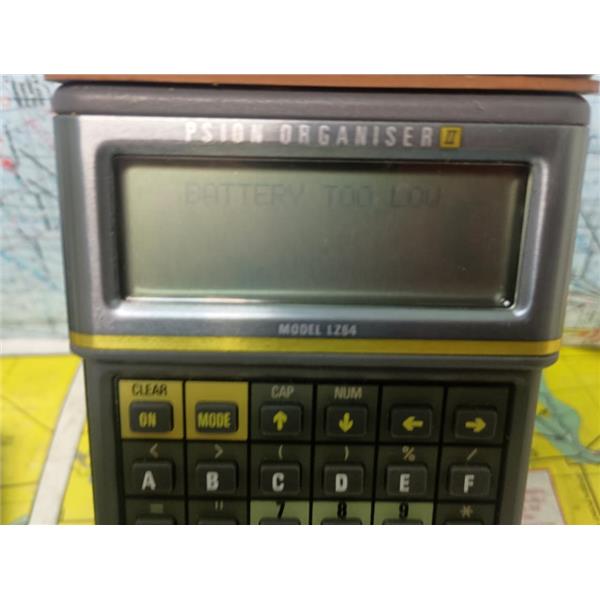 PSION ORGANISER II
BATTERY TOO LOW
MODEL LZ64
CLEAR CAP NUM
ON MODE ↑ ↓ ← →
< > ( ) % /
A B C D E F
= " 7 8 9 *